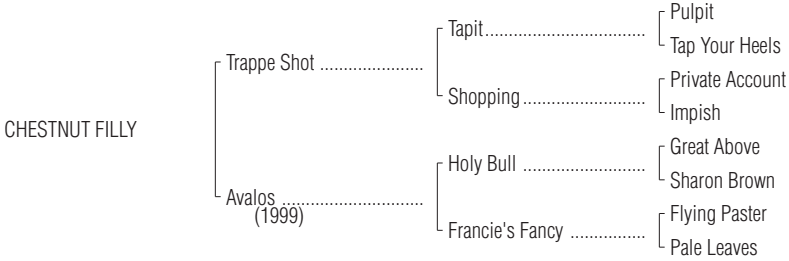 Pulpit
Tapit
Tap Your Heels
Trappe Shot
Private Account
Shopping
Impish
CHESTNUT FILLY
Great Above
Holy Bull
Sharon Brown
Avalos
(1999)
Flying Paster
Francie's Fancy
Pale Leaves